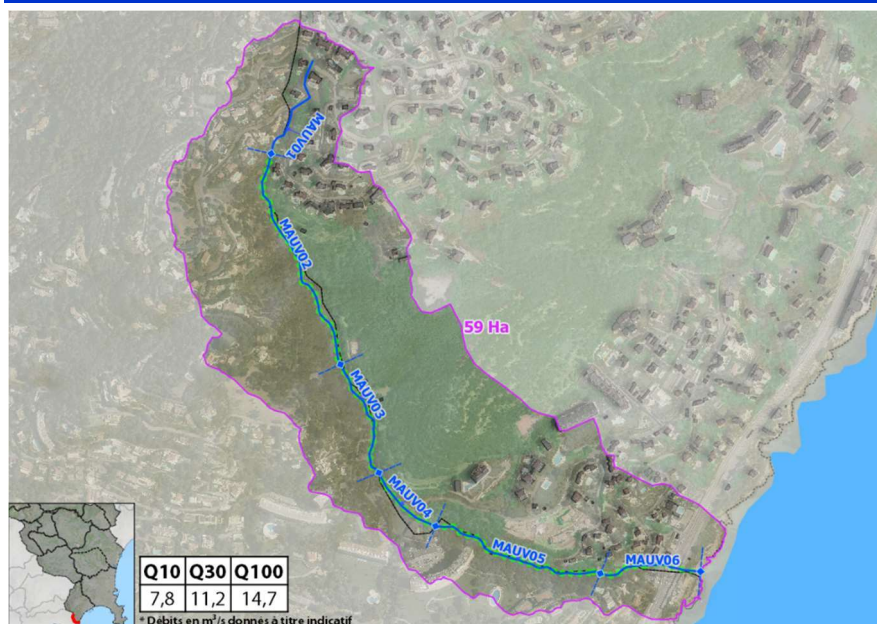 MAUV01
MAUV02
59 Ha
MAUV03
MAUV04
MAUV05
MAUV06
Q10 Q30 Q100
7,8 11,2 14,7
* Débits en m³/s donnés à titre indicatif